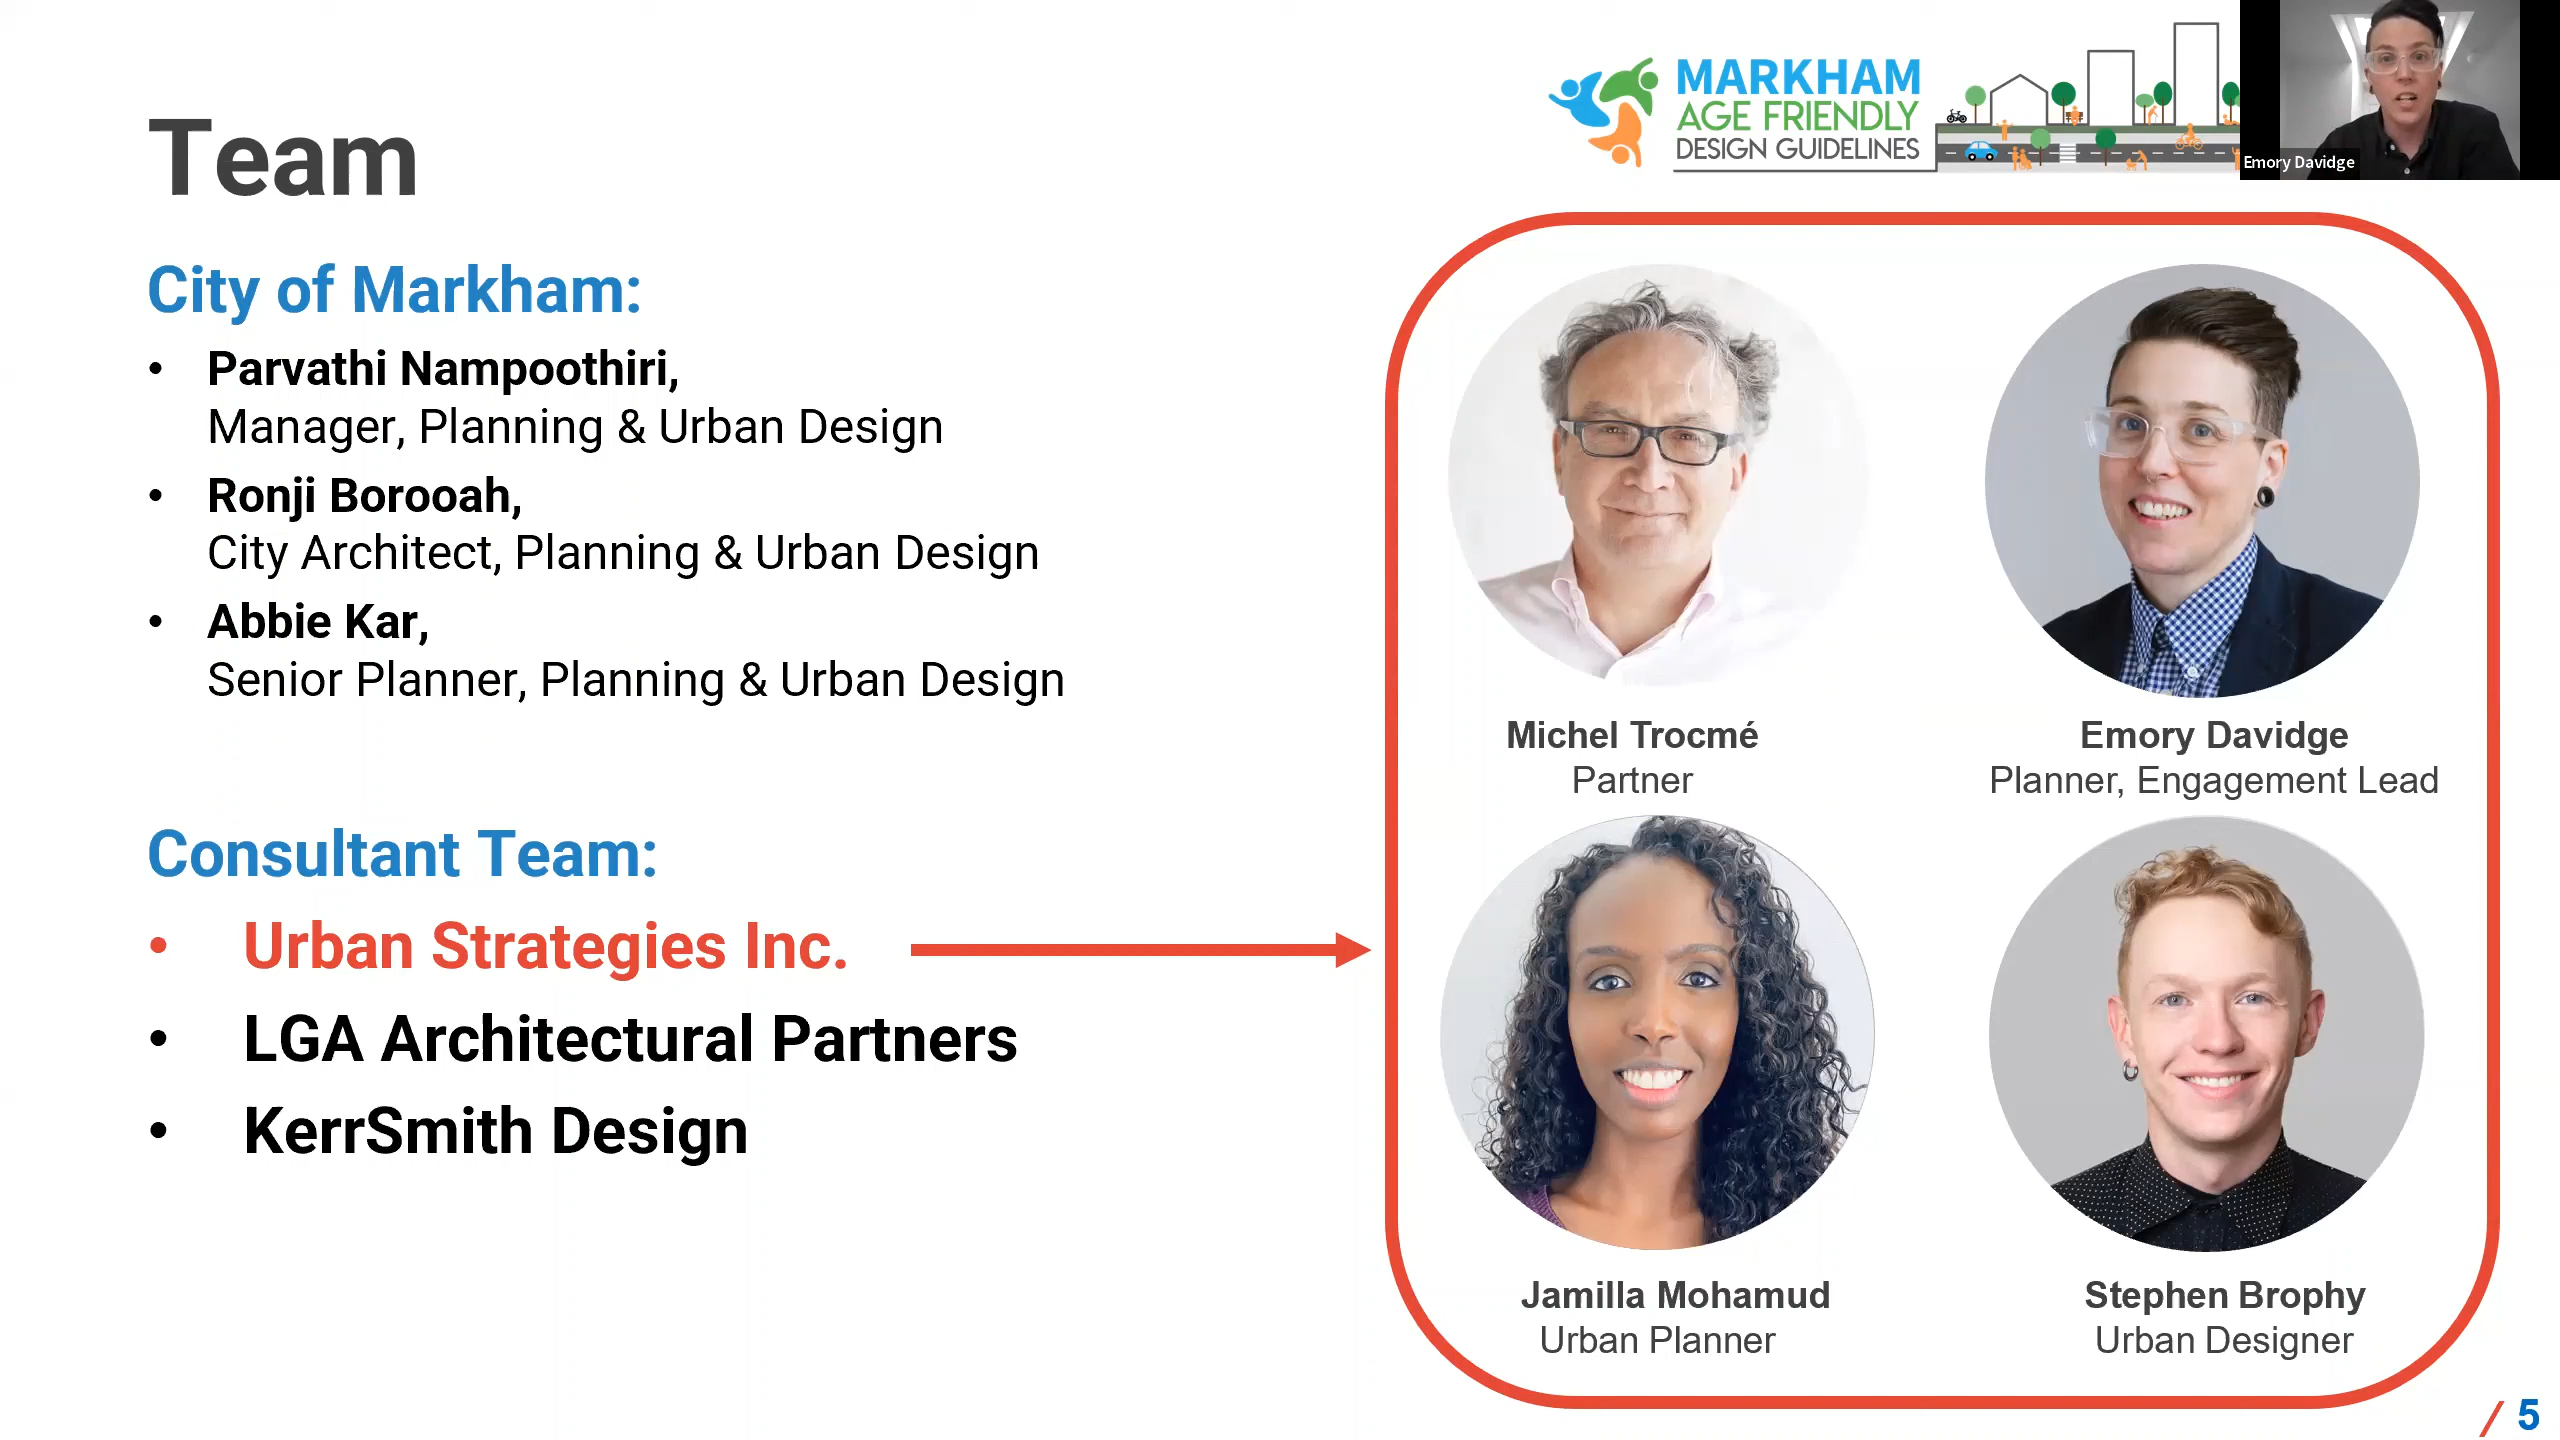 MARKHAM
AGE FRIENDLY
DESIGN GUIDELINES
Emory Davidge
Team
City of Markham:
• Parvathi Nampoothiri,
Manager, Planning & Urban Design
• Ronji Borooah,
City Architect, Planning & Urban Design
• Abbie Kar,
Senior Planner, Planning & Urban Design
Consultant Team:
• Urban Strategies Inc.
• LGA Architectural Partners
• KerrSmith Design
Michel Trocmé
Partner
Emory Davidge
Planner, Engagement Lead
Jamilla Mohamud
Urban Planner
Stephen Brophy
Urban Designer
/ 5